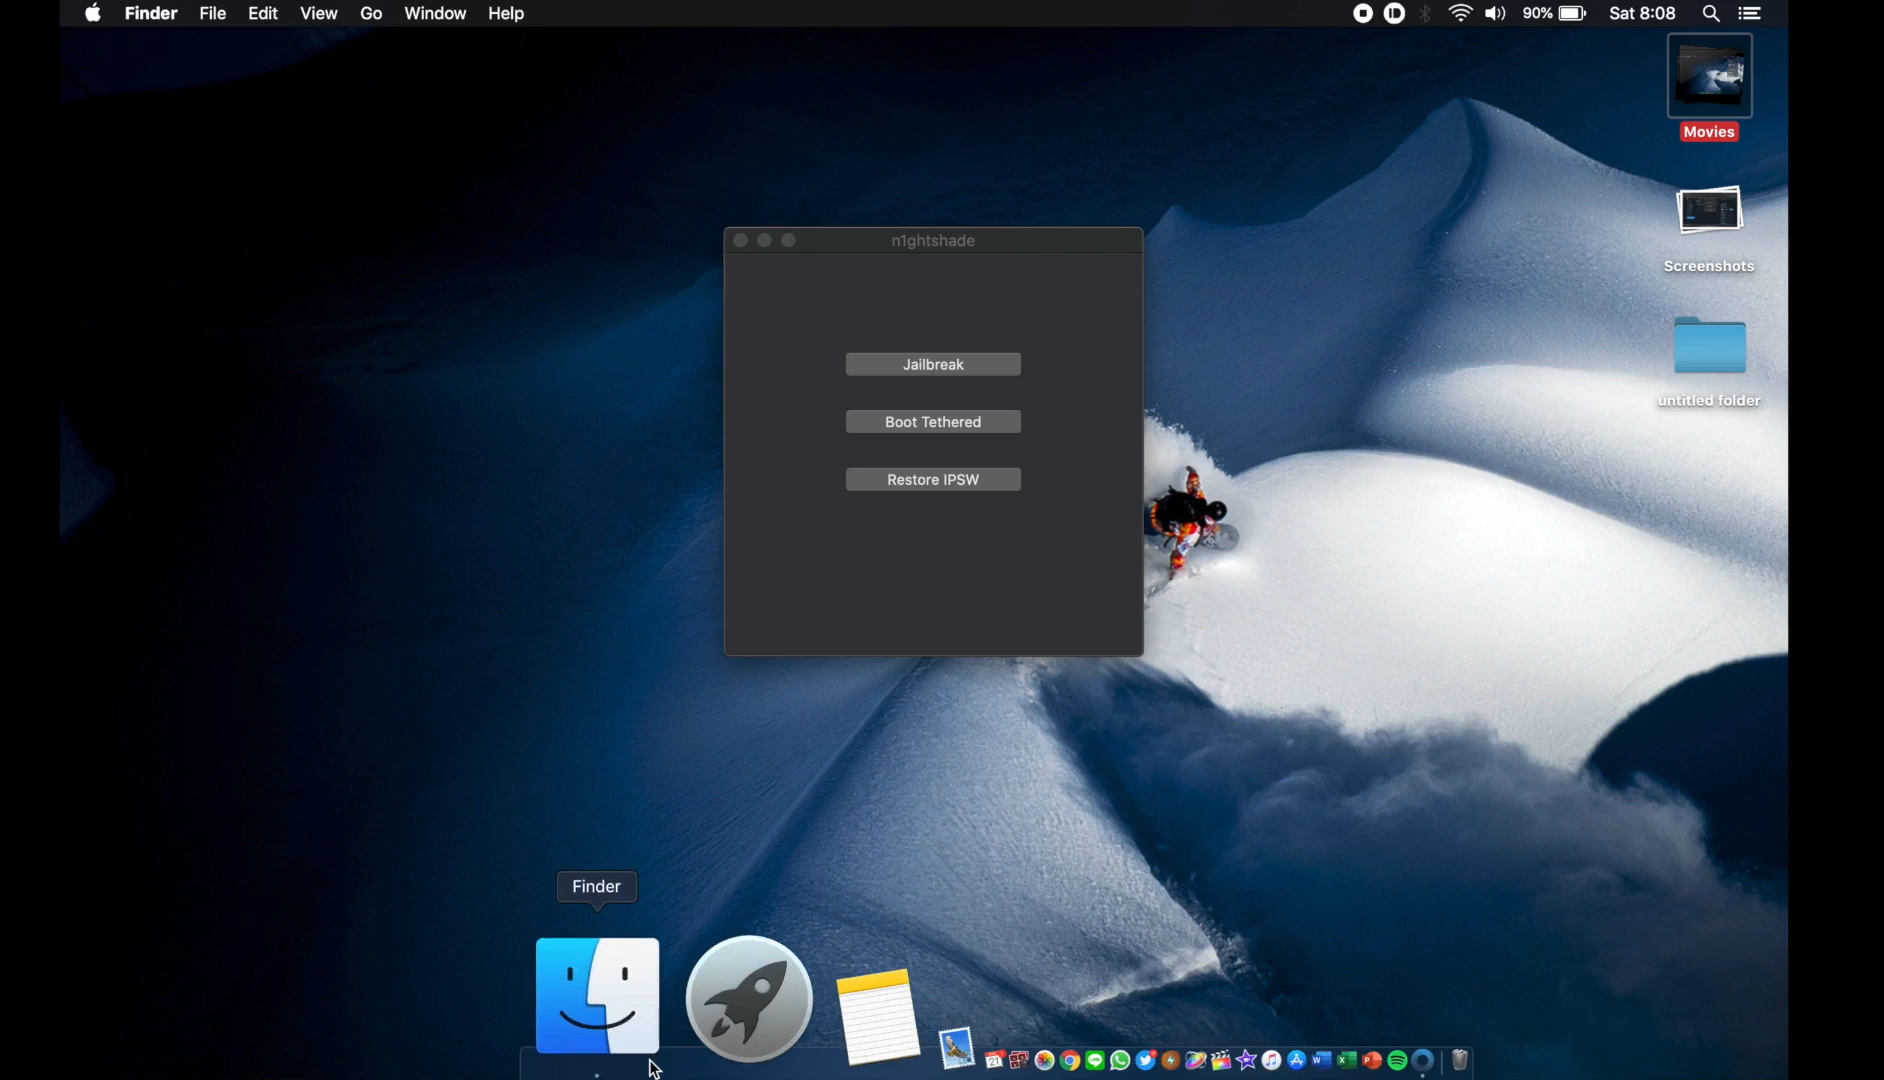 Finder File Edit View Go Window Help 90% Sat 8:08
Movies
n1ghtshade
Screenshots
Jailbreak
untitled folder
Boot Tethered
Restore IPSW
Finder
21
W
X
P